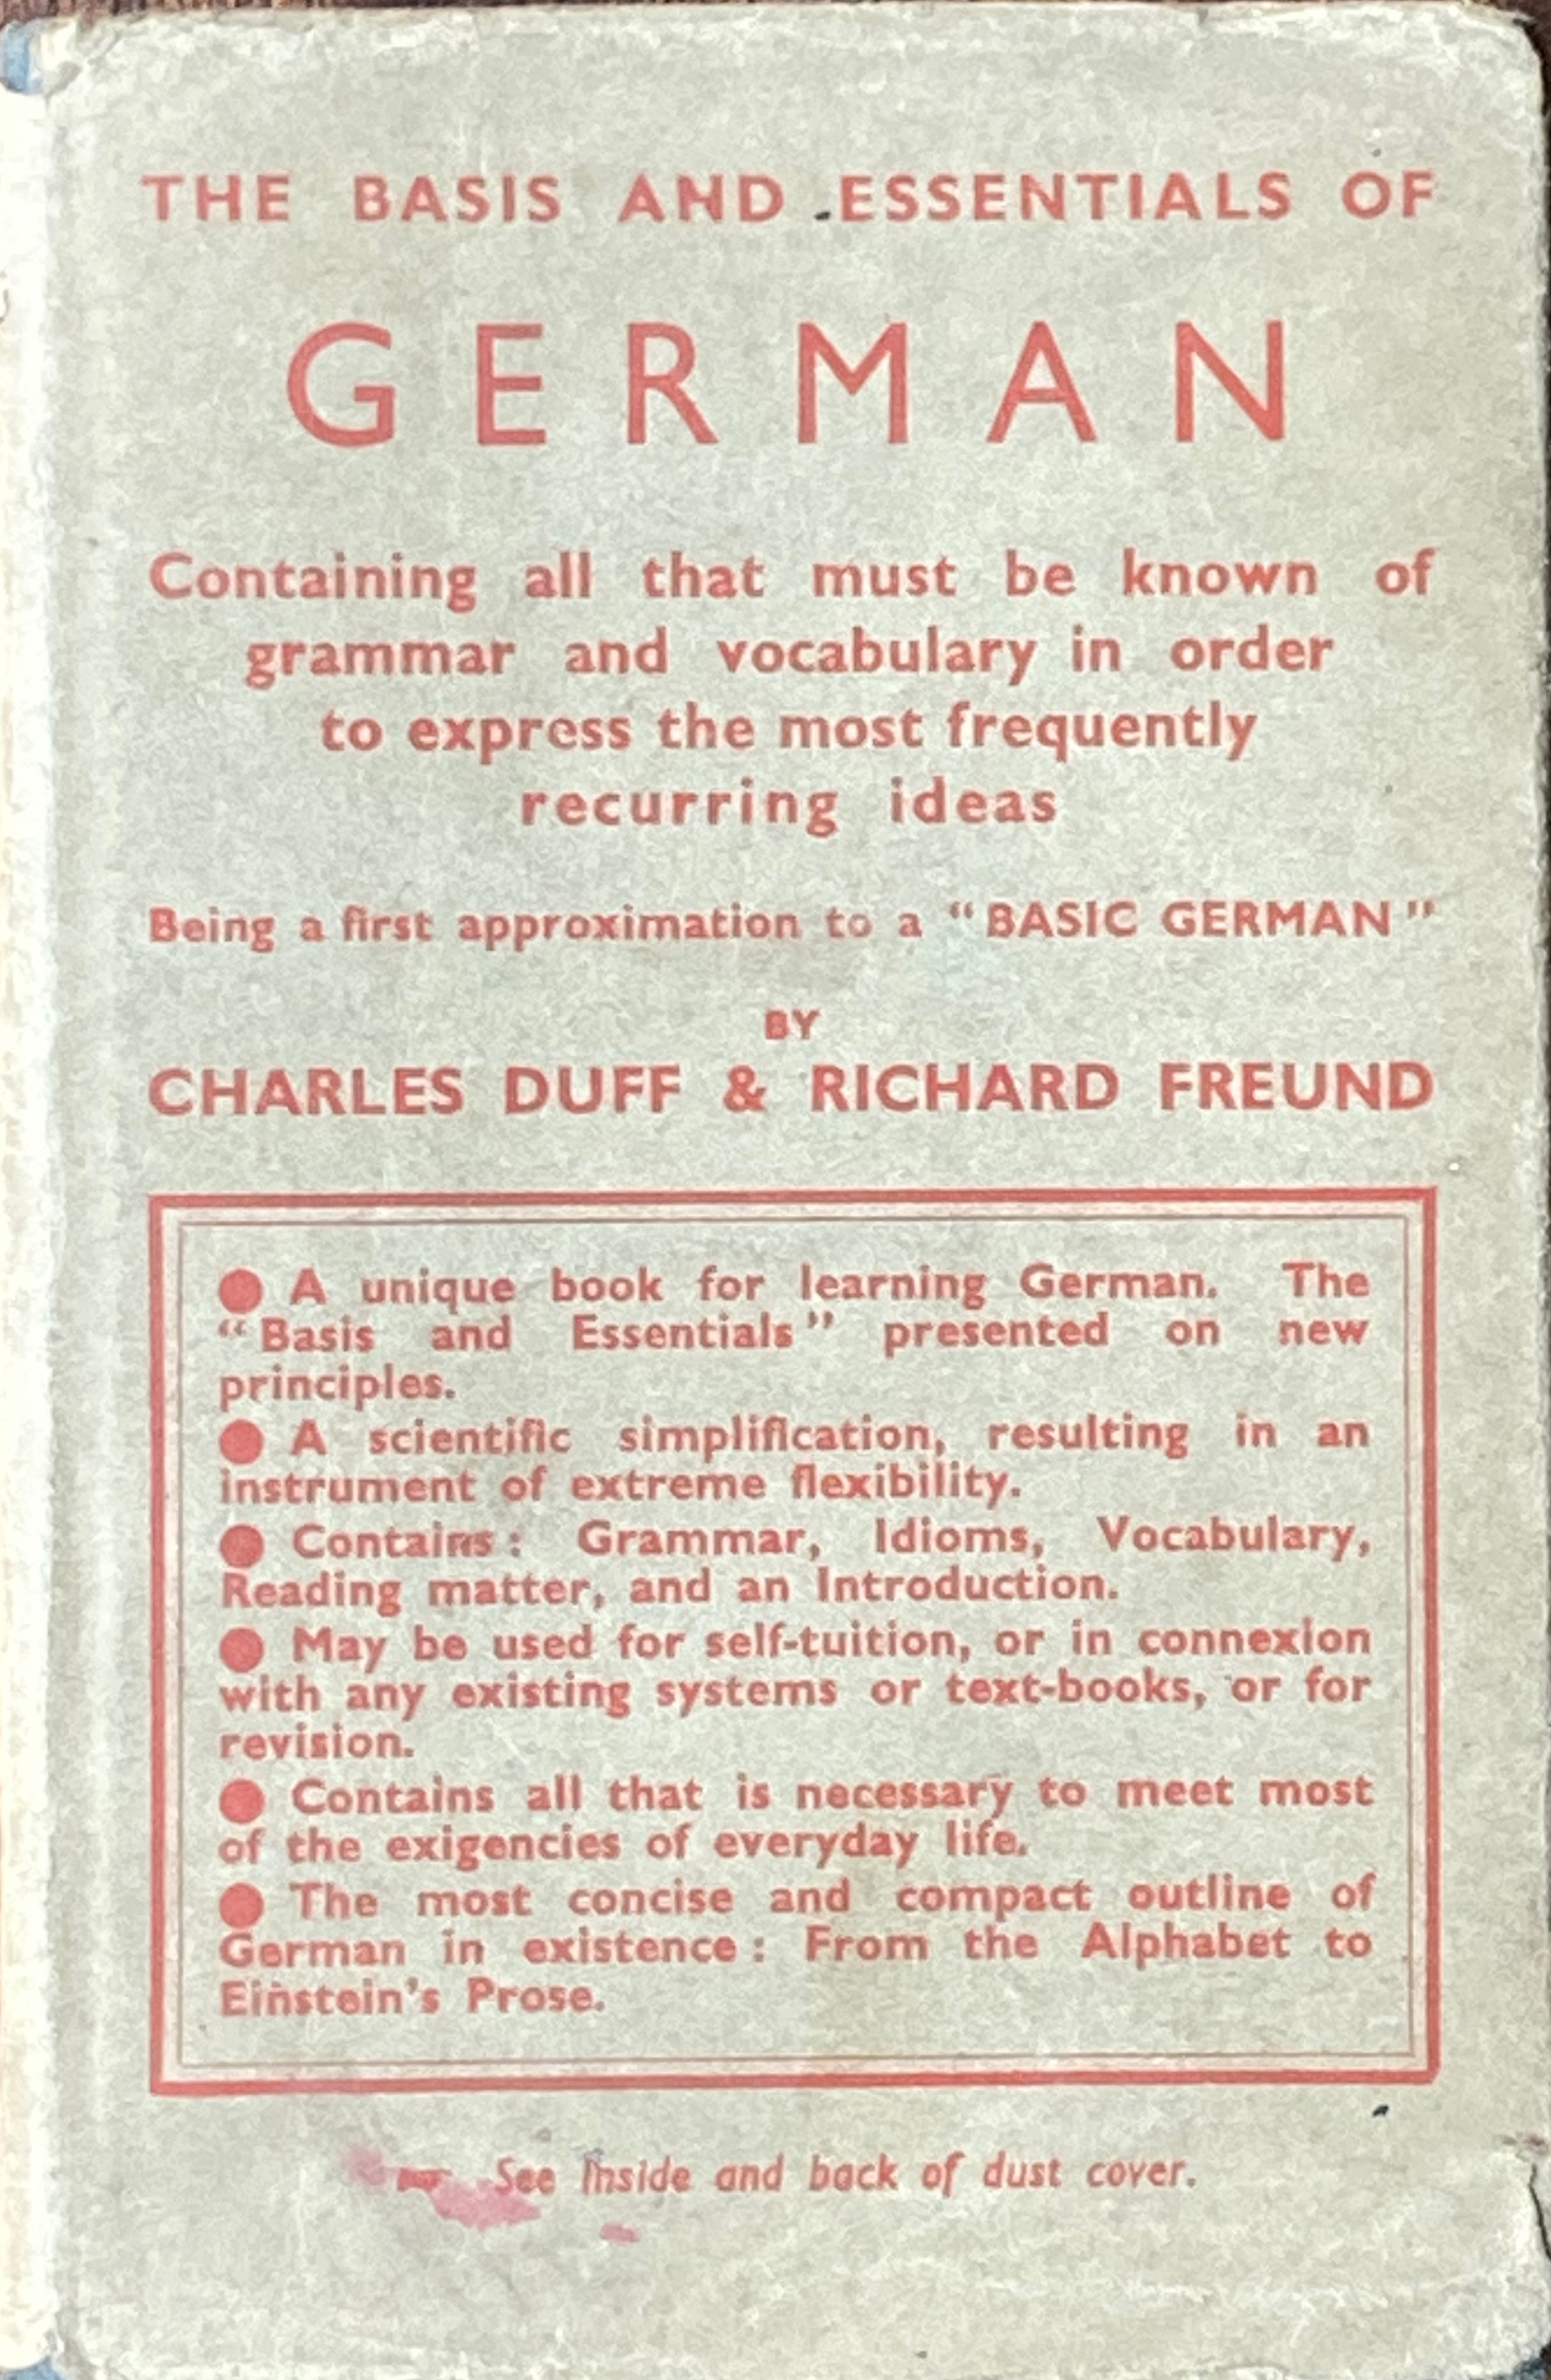 THE BASIS AND ESSENTIALS OF
GERMAN
Containing all that must be known of
grammar and vocabulary in order
to express the most frequently
recurring ideas
Being a first approximation to a “BASIC GERMAN”
BY
CHARLES DUFF & RICHARD FREUND
● A unique book for learning German. The
“Basis and Essentials” presented on new
principles.
● A scientific simplification, resulting in an
instrument of extreme flexibility.
● Contains: Grammar, Idioms, Vocabulary,
Reading matter, and an Introduction.
● May be used for self-tuition, or in connexion
with any existing systems or text-books, or for
revision.
● Contains all that is necessary to meet most
of the exigencies of everyday life.
● The most concise and compact outline of
German in existence: From the Alphabet to
Einstein’s Prose.
☛ See inside and back of dust cover.